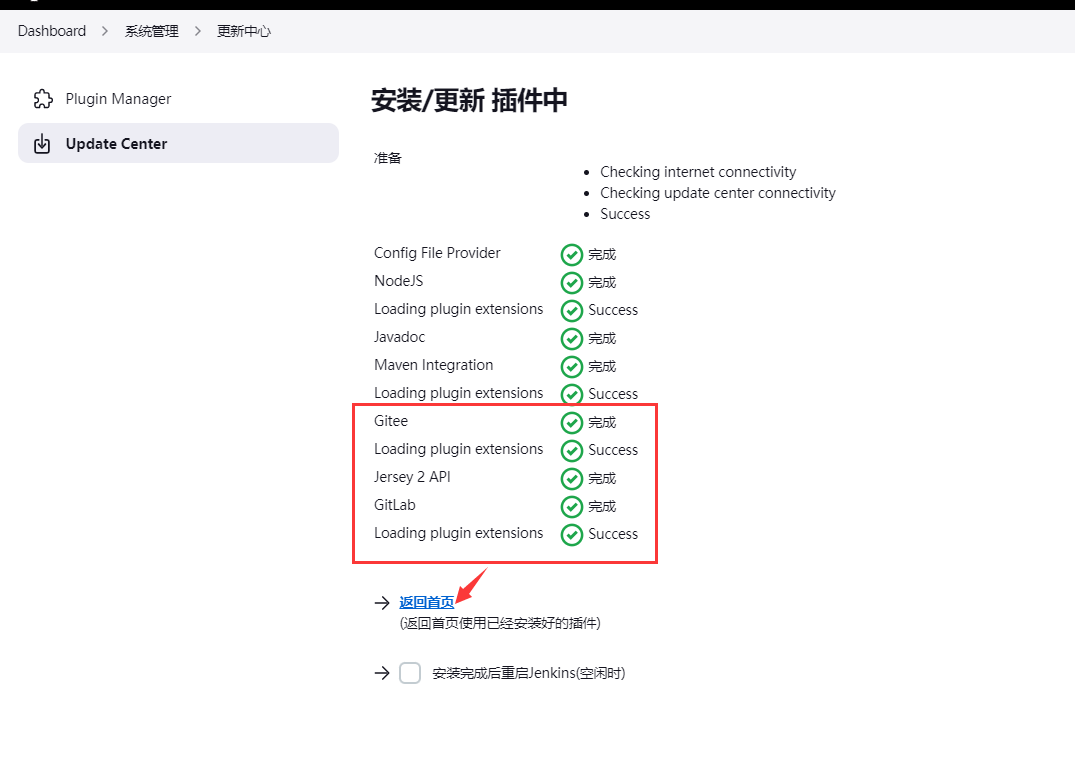 Dashboard > 系统管理 > 更新中心
Plugin Manager
Update Center
安装/更新 插件中
准备
Checking internet connectivity
Checking update center connectivity
Success
Config File Provider 完成
NodeJS 完成
Loading plugin extensions Success
Javadoc 完成
Maven Integration 完成
Loading plugin extensions Success
Gitee 完成
Loading plugin extensions Success
Jersey 2 API 完成
GitLab 完成
Loading plugin extensions Success
返回首页
(返回首页使用已经安装好的插件)
安装完成后重启Jenkins(空闲时)